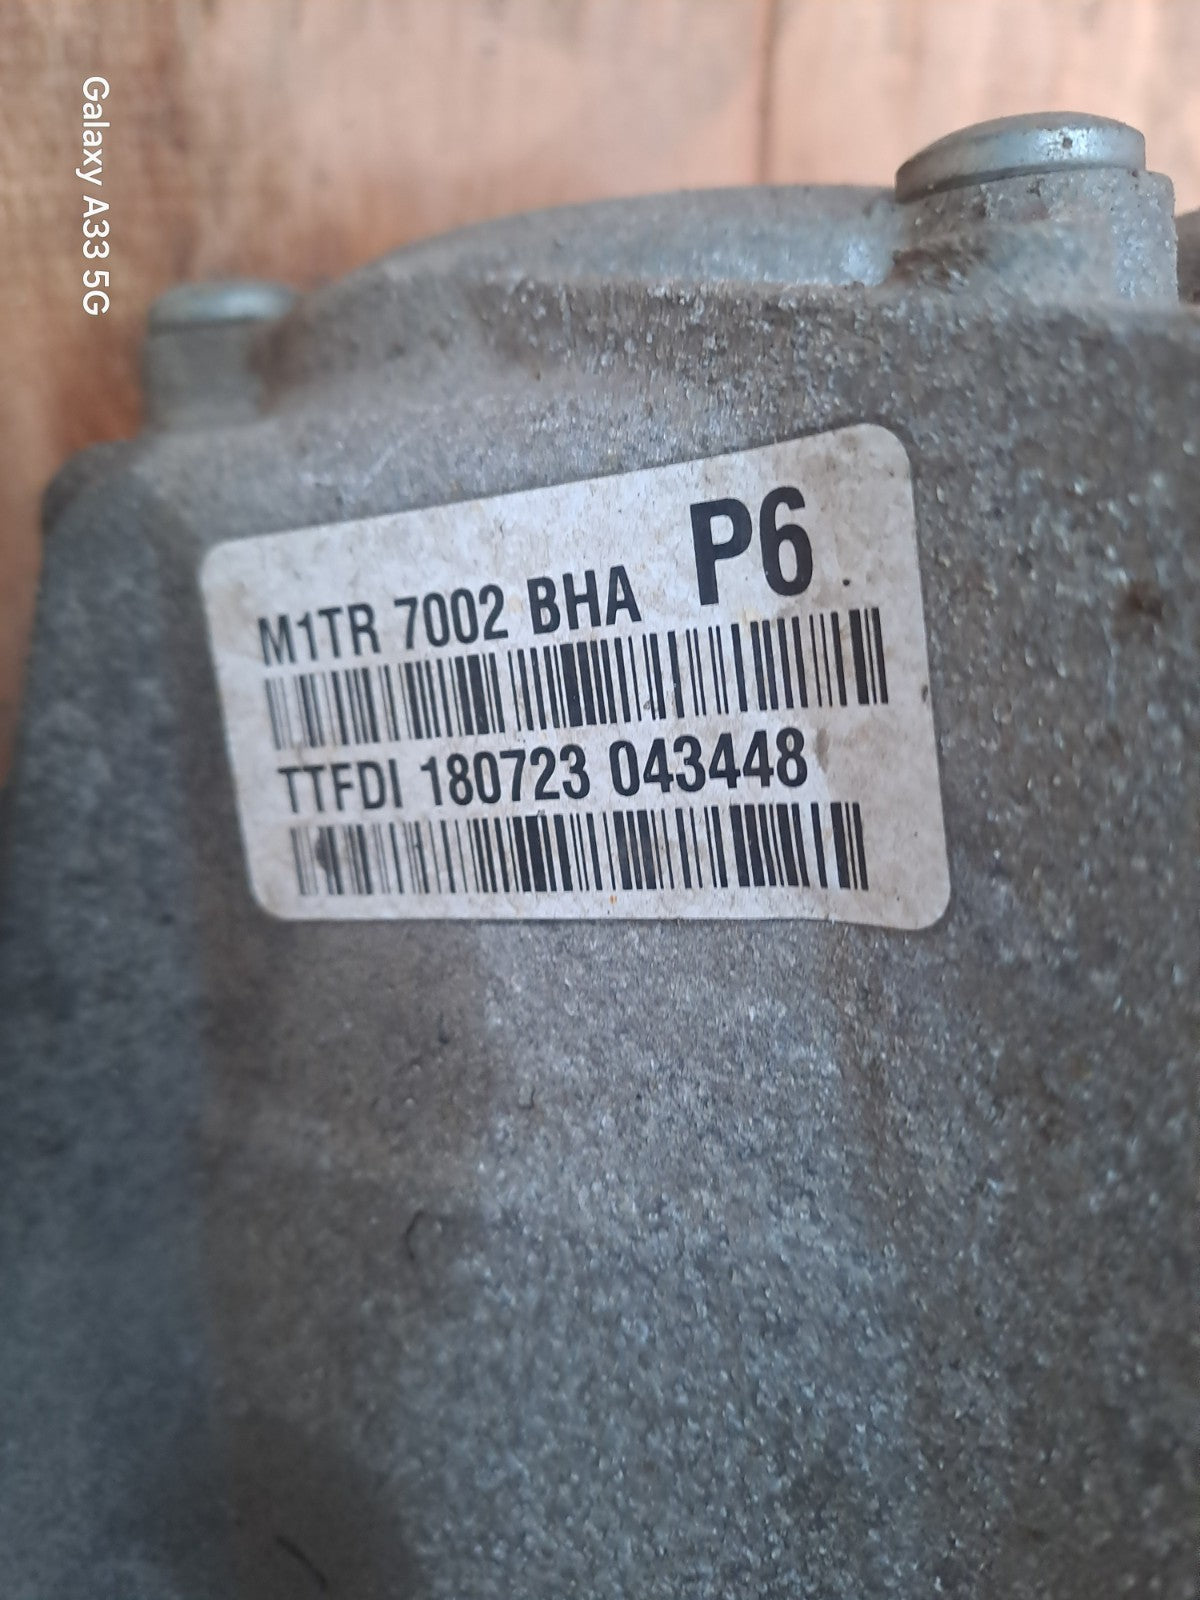 Galaxy A33 5G
M1TR 7002 BHA P6
TTFDI 180723 043448